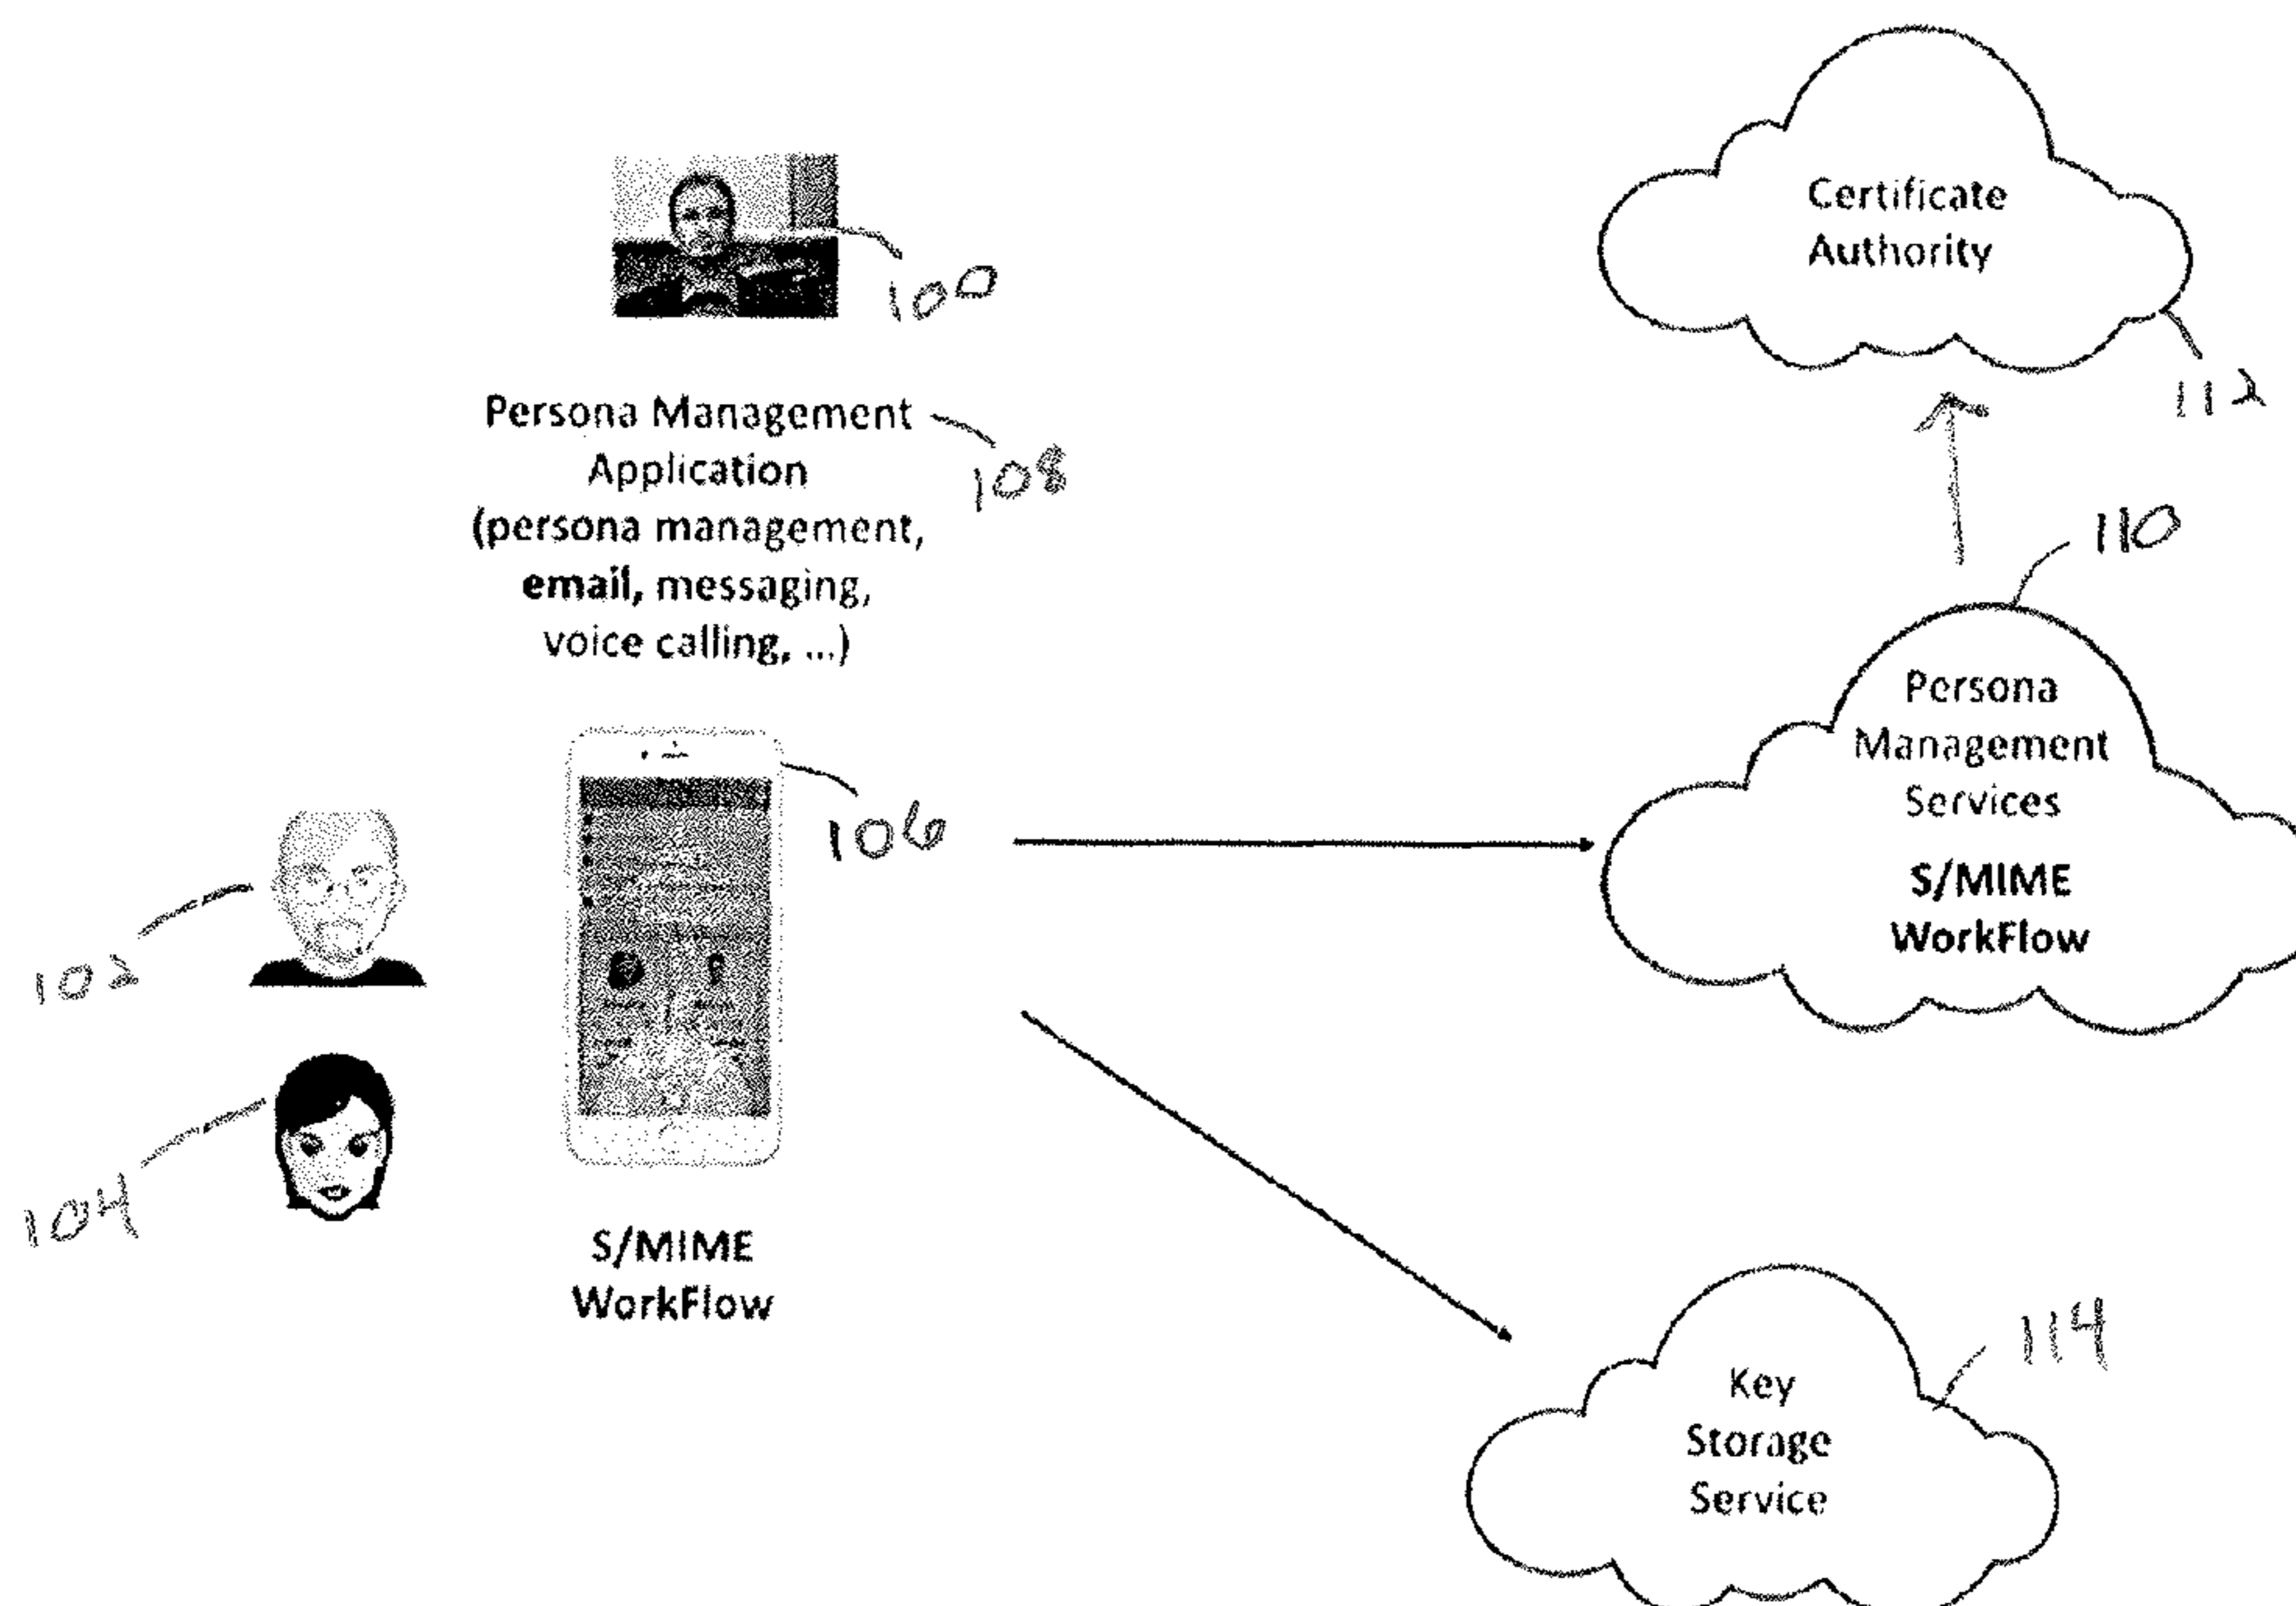 100
Persona Management
Application
(persona management,
email, messaging,
voice calling, ...)
108
106
102
104
S/MIME
WorkFlow
Certificate
Authority
112
110
Persona
Management
Services
S/MIME
WorkFlow
114
Key
Storage
Service